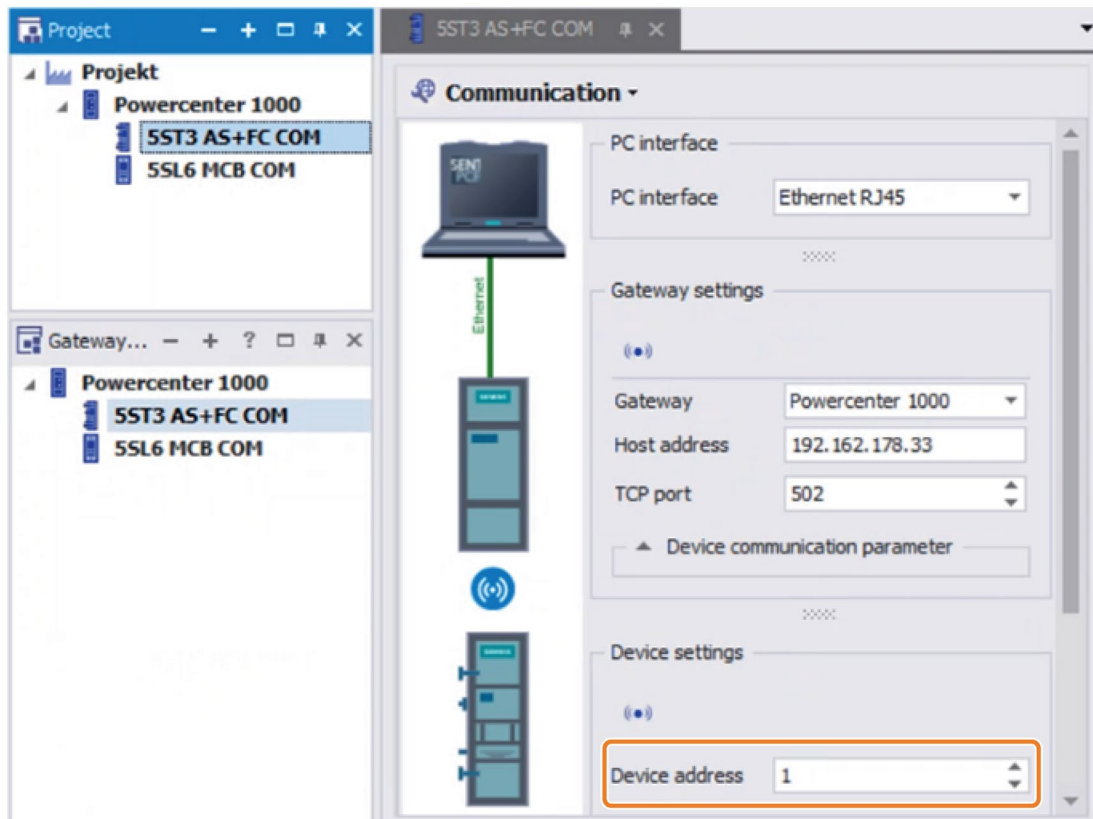 Project
Projekt
Powercenter 1000
5ST3 AS+FC COM
5SL6 MCB COM
Gateway...
Powercenter 1000
5ST3 AS+FC COM
5SL6 MCB COM
5ST3 AS+FC COM
Communication
Ethernet
SIEMENS
SIEMENS
PC interface
PC interface Ethernet RJ45
Gateway settings
Gateway Powercenter 1000
Host address 192.162.178.33
TCP port 502
Device communication parameter
Device settings
Device address 1